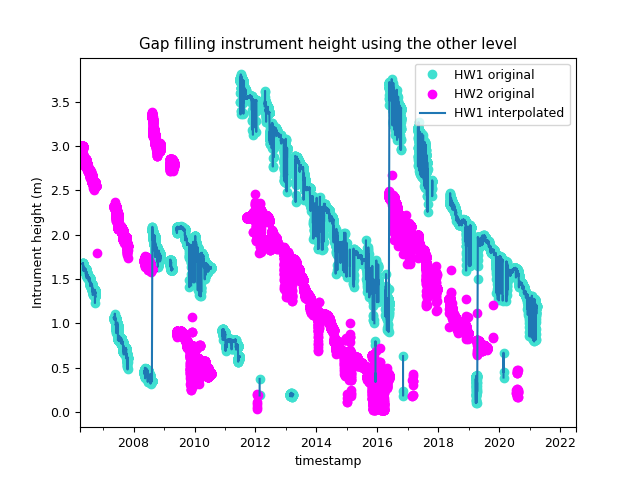 Gap filling instrument height using the other level
HW1 original
HW2 original
HW1 interpolated
Intrument height (m)
3.5
3.0
2.5
2.0
1.5
1.0
0.5
0.0
2008 2010 2012 2014 2016 2018 2020 2022
timestamp